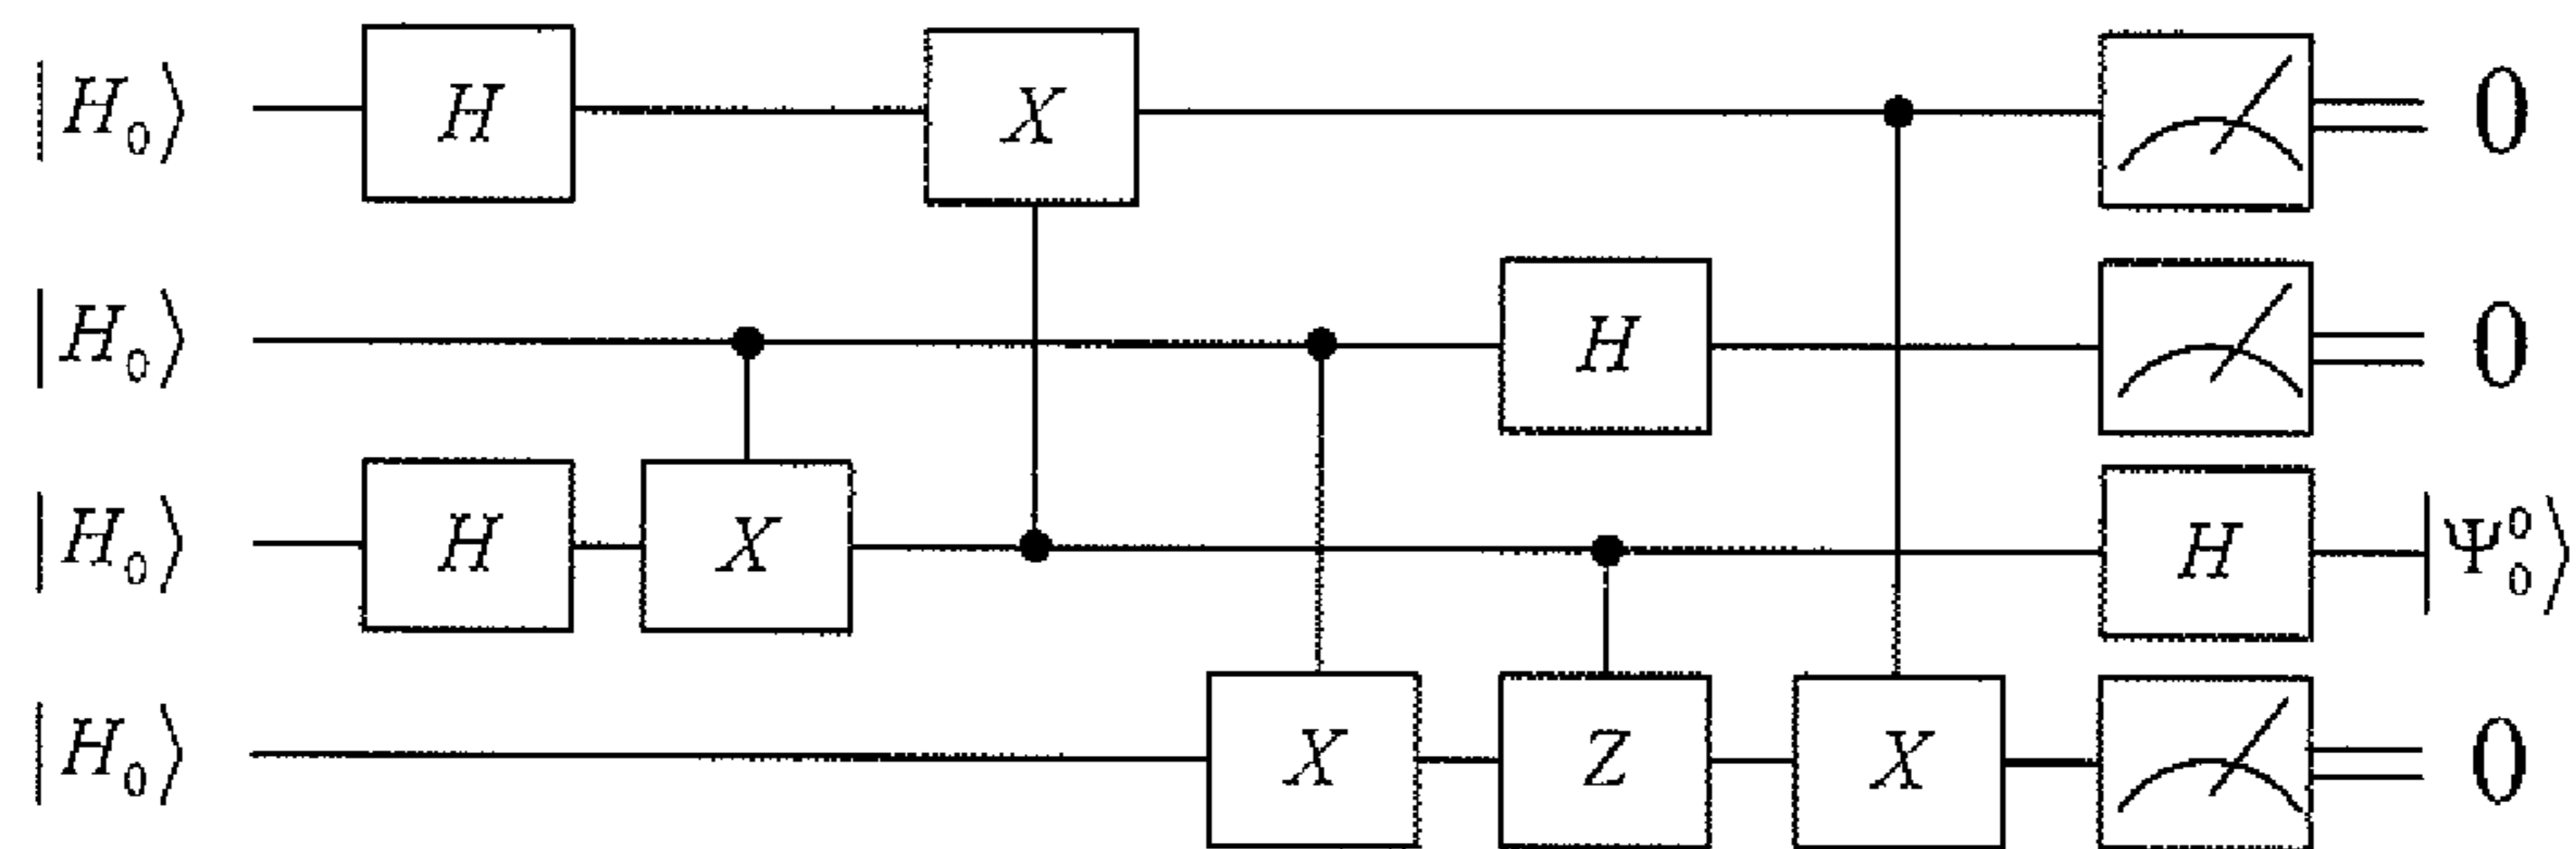 |H₀⟩ H X 0
|H₀⟩ H 0
|H₀⟩ H X H |Ψ₀⁰⟩
|H₀⟩ X Z X 0